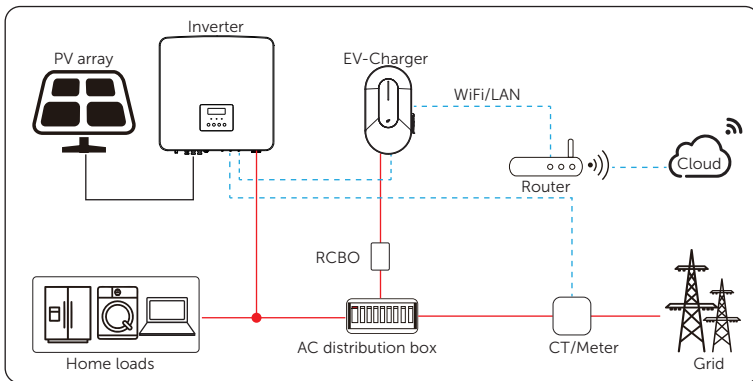 Inverter
PV array
EV-Charger
WiFi/LAN
Cloud
Router
RCBO
Home loads
AC distribution box
CT/Meter
Grid